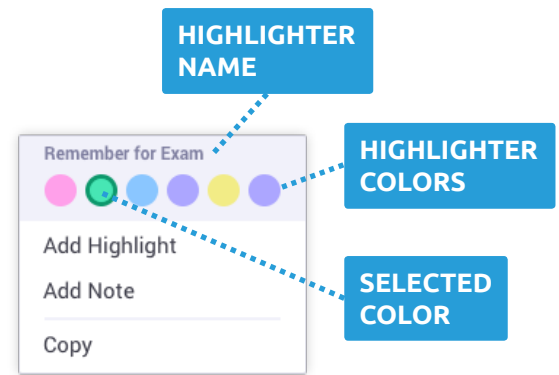 HIGHLIGHTER
NAME
Remember for Exam
HIGHLIGHTER
COLORS
Add Highlight
Add Note
SELECTED
COLOR
Copy